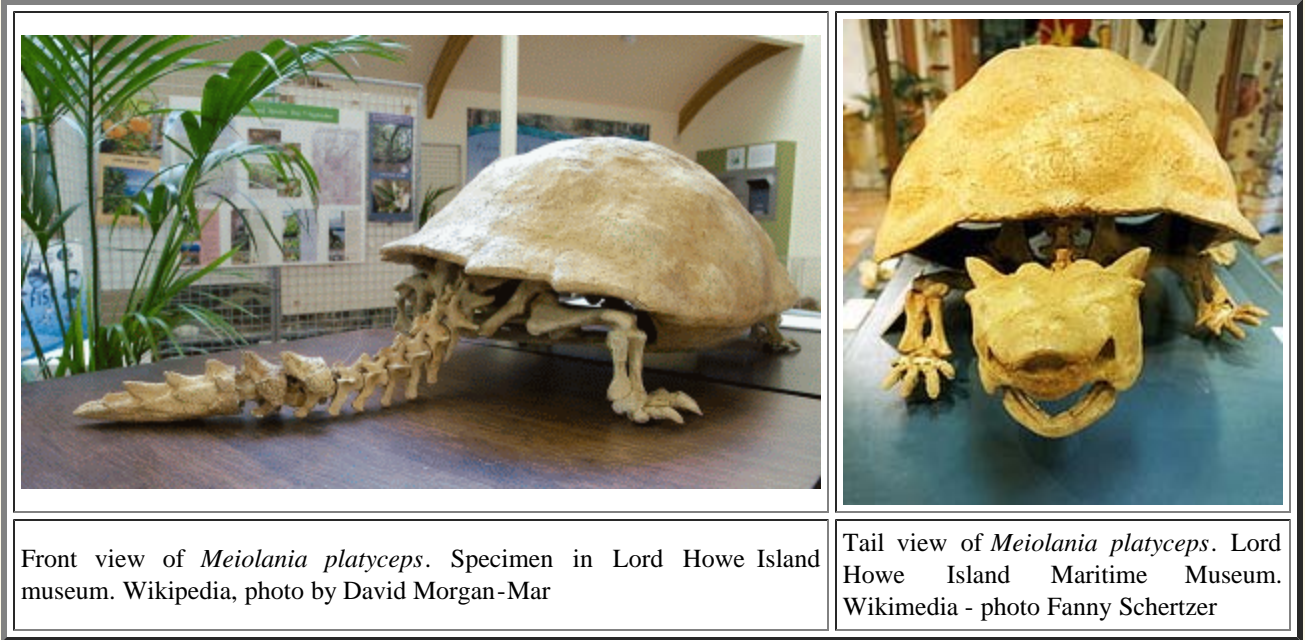 FIS
Front view of Meiolania platyceps. Specimen in Lord Howe Island
museum. Wikipedia, photo by David Morgan-Mar
Tail view of Meiolania platyceps. Lord
Howe Island Maritime Museum.
Wikimedia - photo Fanny Schertzer